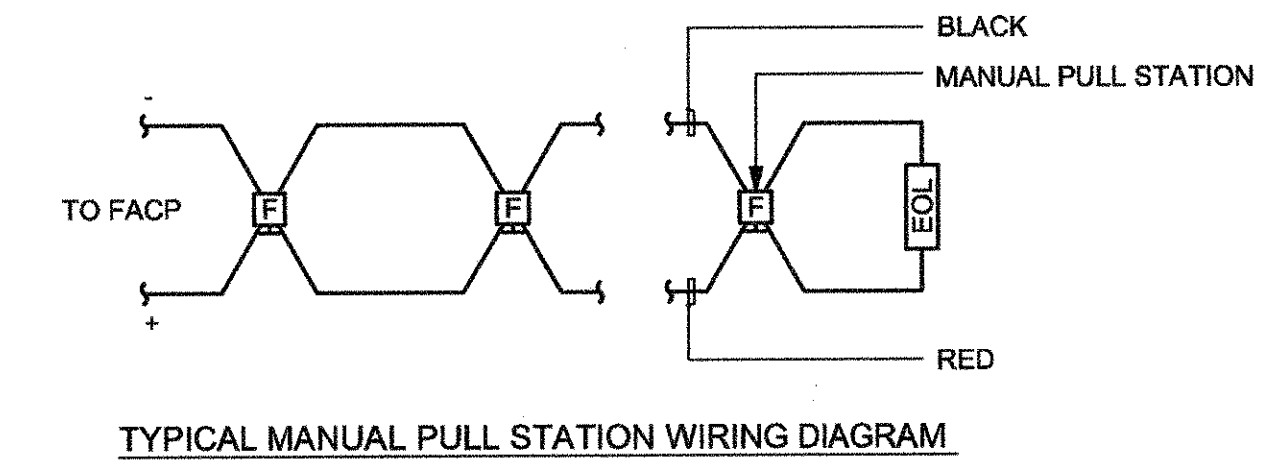 BLACK
MANUAL PULL STATION
-
TO FACP
F
F
F
EOL
+
RED
TYPICAL MANUAL PULL STATION WIRING DIAGRAM